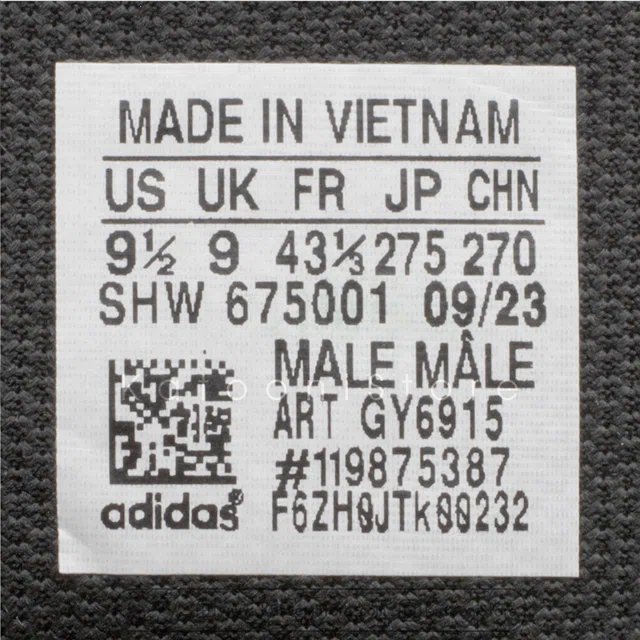 MADE IN VIETNAM
US UK FR JP CHN
9½ 9 43⅓ 275 270
SHW 675001 09/23
MALE MÂLE
ART GY6915
#119875387
adidas® F6ZH0JTk00232